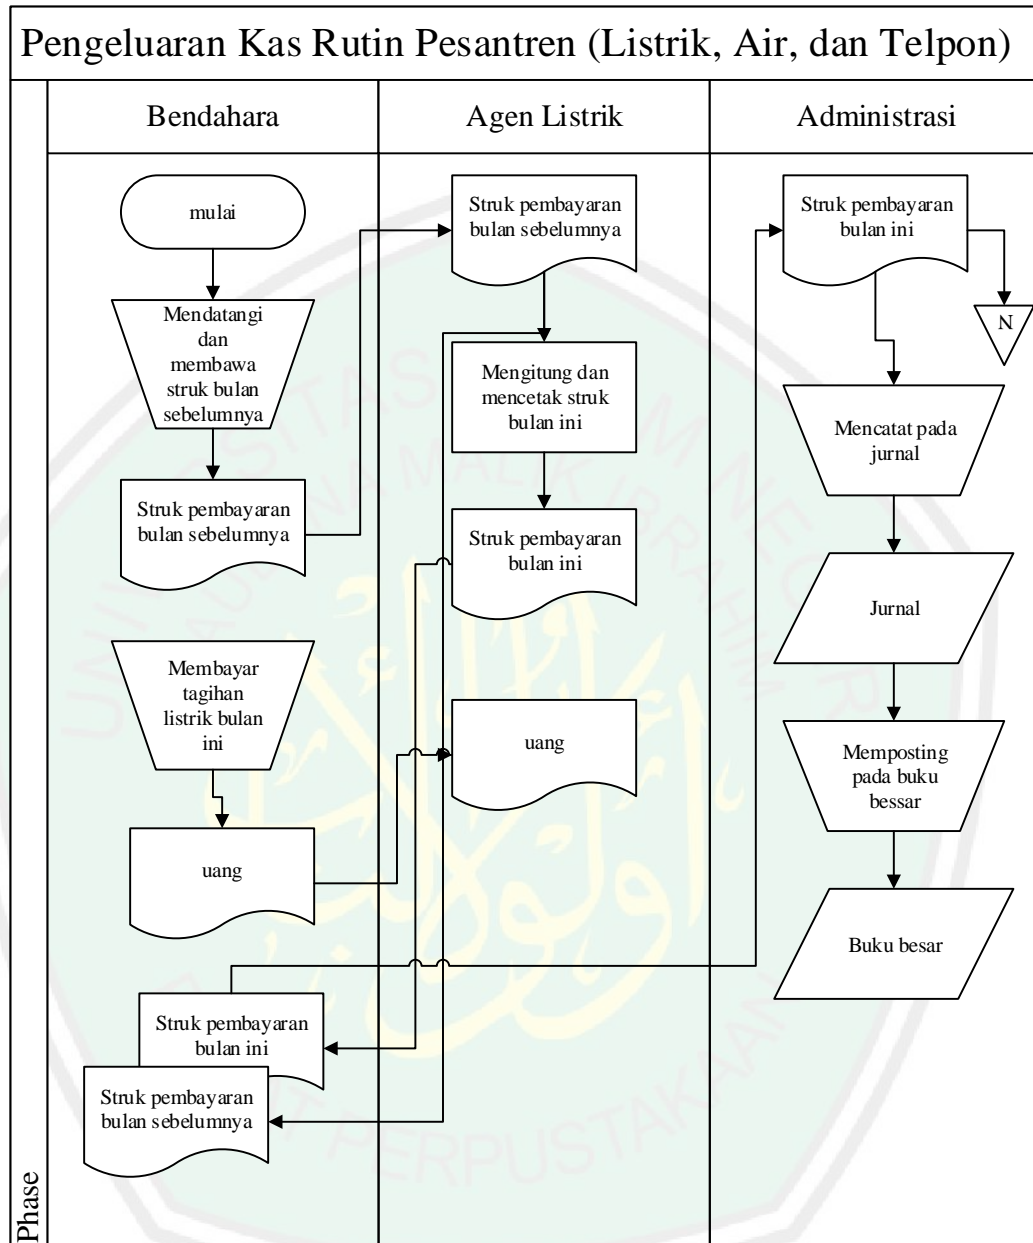 Pengeluaran Kas Rutin Pesantren (Listrik, Air, dan Telpon)
Bendahara
Agen Listrik
Administrasi
mulai
Mendatangi
dan
membawa
struk bulan
sebelumnya
Struk pembayaran
bulan sebelumnya
Membayar
tagihan
listrik bulan
ini
uang
Struk pembayaran
bulan ini
Struk pembayaran
bulan sebelumnya
Struk pembayaran
bulan sebelumnya
Mengitung dan
mencetak struk
bulan ini
Struk pembayaran
bulan ini
uang
Struk pembayaran
bulan ini
N
Mencatat pada
jurnal
Jurnal
Memposting
pada buku
bessar
Buku besar
Phase
MAULANA MALIK IBRAHIM